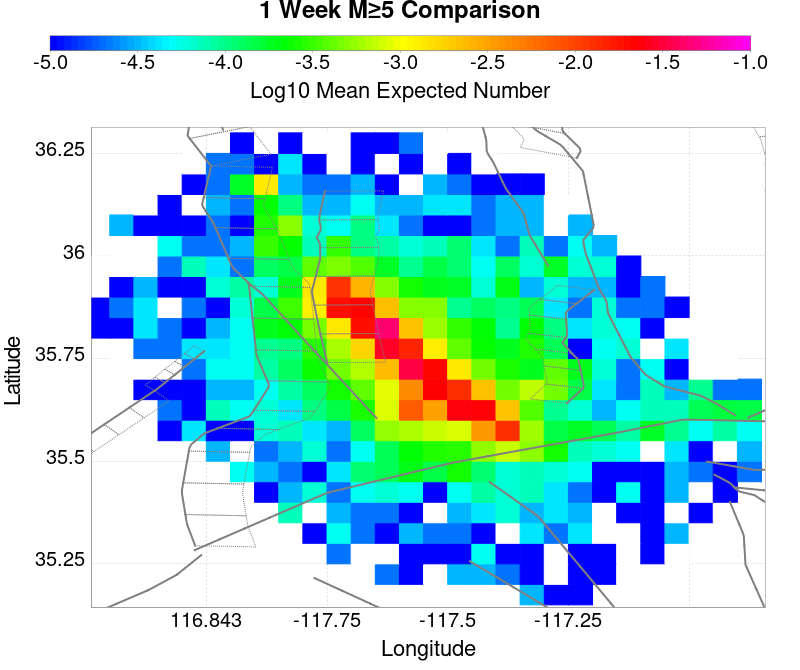 1 Week M≥5 Comparison
-5.0 -4.5 -4.0 -3.5 -3.0 -2.5 -2.0 -1.5 -1.0
Log10 Mean Expected Number
36.25
36
35.75
35.5
35.25
Latitude
116.843 -117.75 -117.5 -117.25
Longitude